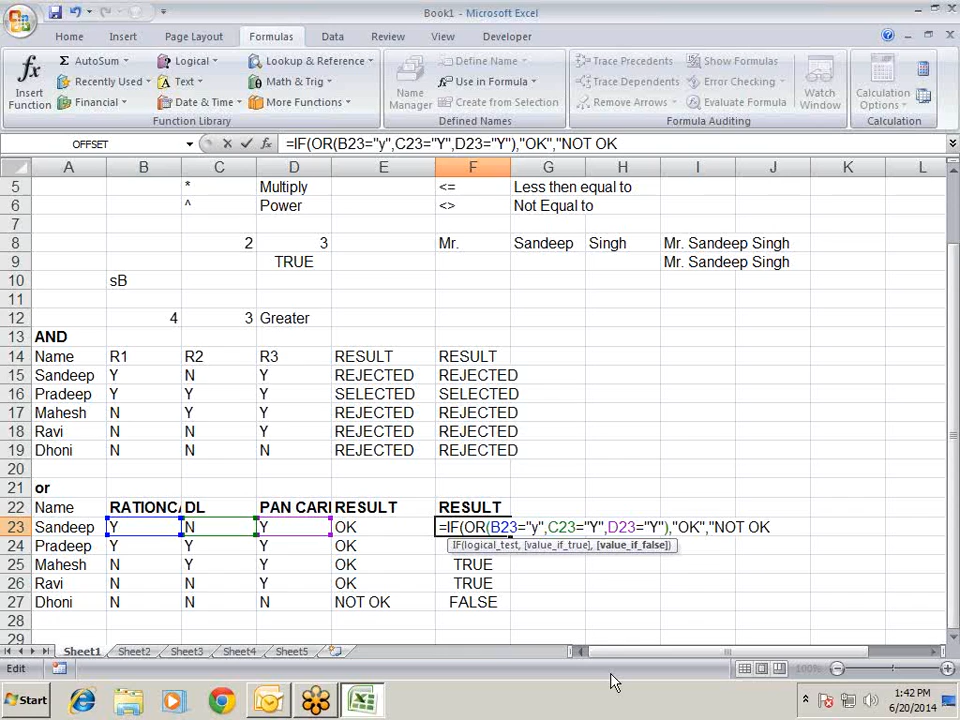 Book1 - Microsoft Excel
Home Insert Page Layout Formulas Data Review View Developer
fx Insert Function
Σ AutoSum Logical Lookup & Reference
Recently Used Text Math & Trig
Financial Date & Time More Functions
Function Library
Name Manager
Define Name
Use in Formula
Create from Selection
Defined Names
Trace Precedents Show Formulas
Trace Dependents Error Checking
Remove Arrows Evaluate Formula
Formula Auditing
Watch Window
Calculation Options
Calculation
OFFSET fx =IF(OR(B23="y",C23="Y",D23="Y"),"OK","NOT OK
A B C D E F G H I J K L
5 * Multiply <= Less then equal to
6 ^ Power <> Not Equal to
7
8 2 3 Mr. Sandeep Singh Mr. Sandeep Singh
9 TRUE Mr. Sandeep Singh
10 sB
11
12 4 3 Greater
13 AND
14 Name R1 R2 R3 RESULT RESULT
15 Sandeep Y N Y REJECTED REJECTED
16 Pradeep Y Y Y SELECTED SELECTED
17 Mahesh N Y Y REJECTED REJECTED
18 Ravi N N Y REJECTED REJECTED
19 Dhoni N N N REJECTED REJECTED
20
21 or
22 Name RATIONCA DL PAN CARI RESULT RESULT
23 Sandeep Y N Y OK =IF(OR(B23="y",C23="Y",D23="Y"),"OK","NOT OK
24 Pradeep Y Y Y OK IF(logical_test, [value_if_true], [value_if_false])
25 Mahesh N Y Y OK TRUE
26 Ravi N N Y OK TRUE
27 Dhoni N N N NOT OK FALSE
28
29
Sheet1 Sheet2 Sheet3 Sheet4 Sheet5
Edit 100%
Start 1:42 PM
6/20/2014